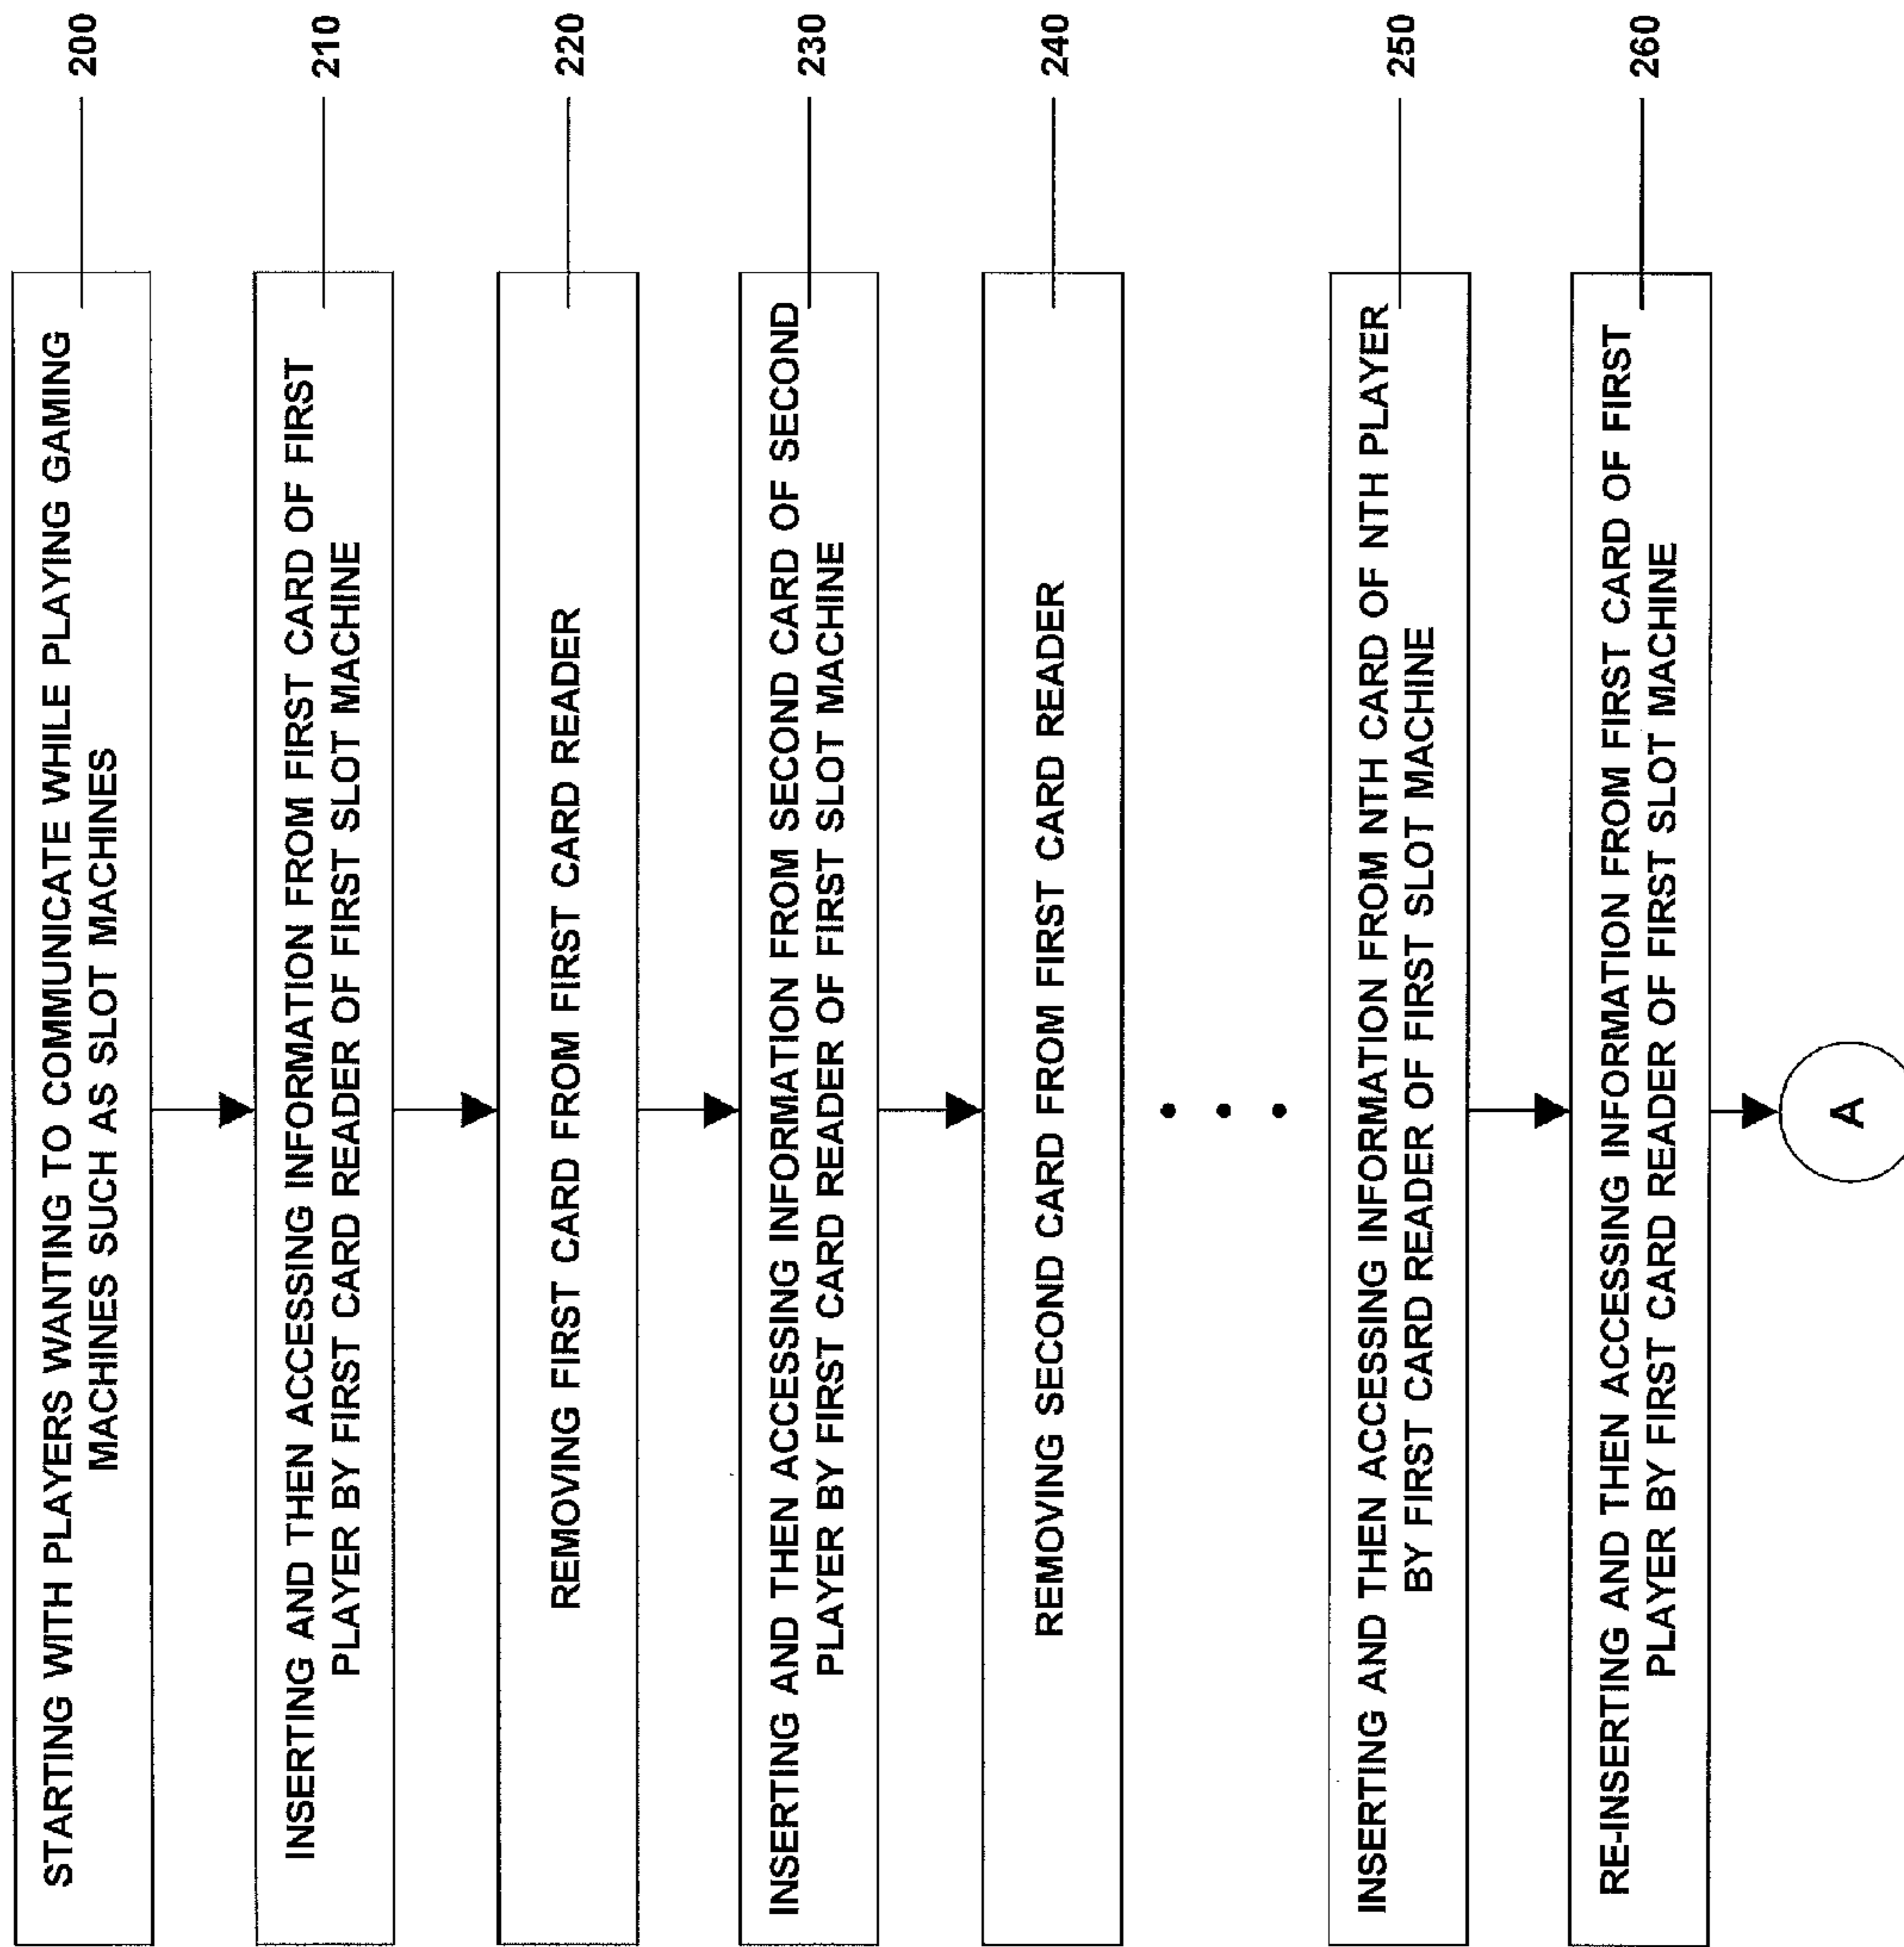 STARTING WITH PLAYERS WANTING TO COMMUNICATE WHILE PLAYING GAMING
MACHINES SUCH AS SLOT MACHINES
200
INSERTING AND THEN ACCESSING INFORMATION FROM FIRST CARD OF FIRST
PLAYER BY FIRST CARD READER OF FIRST SLOT MACHINE
210
REMOVING FIRST CARD FROM FIRST CARD READER
220
INSERTING AND THEN ACCESSING INFORMATION FROM SECOND CARD OF SECOND
PLAYER BY FIRST CARD READER OF FIRST SLOT MACHINE
230
REMOVING SECOND CARD FROM FIRST CARD READER
240
INSERTING AND THEN ACCESSING INFORMATION FROM NTH CARD OF NTH PLAYER
BY FIRST CARD READER OF FIRST SLOT MACHINE
250
RE-INSERTING AND THEN ACCESSING INFORMATION FROM FIRST CARD OF FIRST
PLAYER BY FIRST CARD READER OF FIRST SLOT MACHINE
260
A